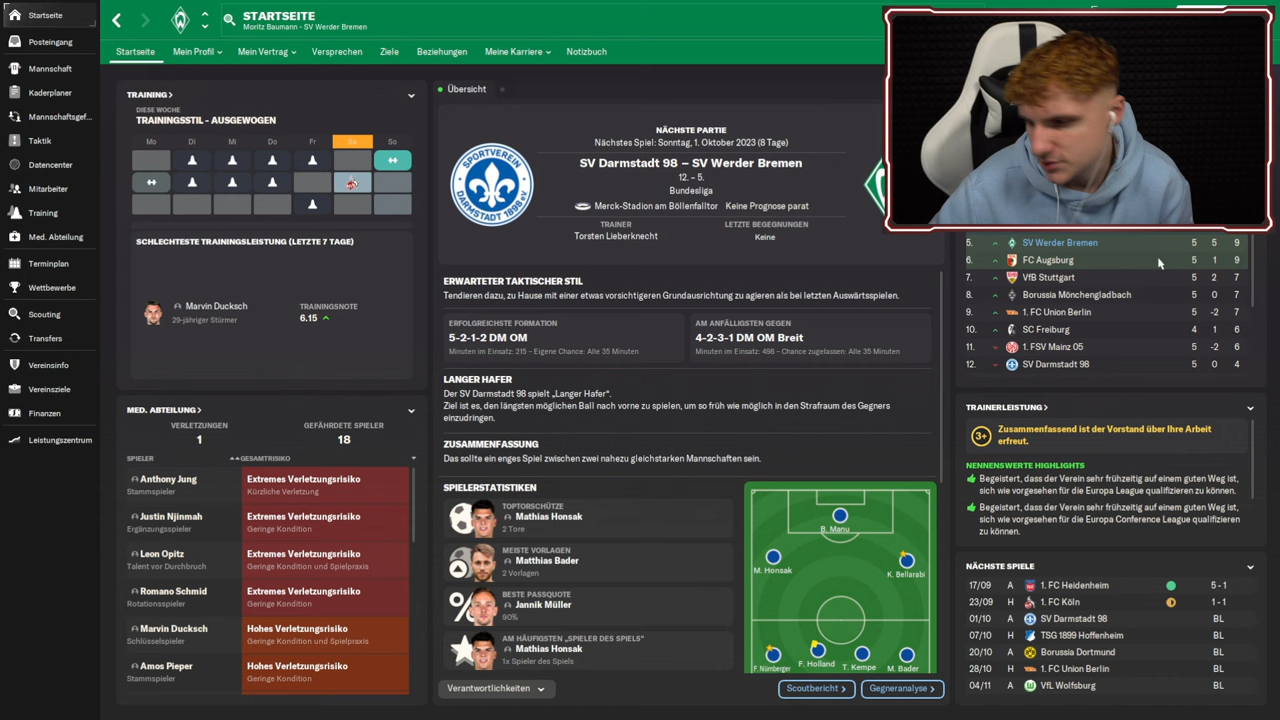 Startseite
Posteingang
Mannschaft
Kaderplaner
Mannschaftsgef...
Taktik
Datencenter
Mitarbeiter
Training
Med. Abteilung
Terminplan
Wettbewerbe
Scouting
Transfers
Vereinsinfo
Vereinsziele
Finanzen
Leistungszentrum
STARTSEITE
Moritz Baumann - SV Werder Bremen
Startseite Mein Profil Mein Vertrag Versprechen Ziele Beziehungen Meine Karriere Notizbuch
TRAINING
DIESE WOCHE
TRAININGSSTIL - AUSGEWOGEN
Mo Di Mi Do Fr Sa So
SCHLECHTESTE TRAININGSLEISTUNG (LETZTE 7 TAGE)
Marvin Ducksch
29-jähriger Stürmer
TRAININGSNOTE
6.15
MED. ABTEILUNG
VERLETZUNGEN GEFÄHRDETE SPIELER
1 18
SPIELER GESAMTRISIKO
Anthony Jung Extremes Verletzungsrisiko
Stammspieler Kürzliche Verletzung
Justin Njinmah Extremes Verletzungsrisiko
Ergänzungsspieler Geringe Kondition
Leon Opitz Extremes Verletzungsrisiko
Talent vor Durchbruch Geringe Kondition und Spielpraxis
Romano Schmid Extremes Verletzungsrisiko
Rotationsspieler Geringe Kondition
Marvin Ducksch Hohes Verletzungsrisiko
Schlüsselspieler Geringe Kondition und Spielpraxis
Amos Pieper Hohes Verletzungsrisiko
Stammspieler Geringe Kondition
Übersicht
NÄCHSTE PARTIE
Nächstes Spiel: Sonntag, 1. Oktober 2023 (8 Tage)
SV Darmstadt 98 – SV Werder Bremen
12. – 5.
Bundesliga
Merck-Stadion am Böllenfalltor Keine Prognose parat
TRAINER LETZTE BEGEGNUNGEN
Torsten Lieberknecht Keine
SPORTVEREIN
DARMSTADT 1898 e.V.
ERWARTETER TAKTISCHER STIL
Tendieren dazu, zu Hause mit einer etwas vorsichtigeren Grundausrichtung zu agieren als bei letzten Auswärtsspielen.
ERFOLGREICHSTE FORMATION
5-2-1-2 DM OM
Minuten im Einsatz: 215 – Eigene Chance: Alle 35 Minuten
AM ANFÄLLIGSTEN GEGEN
4-2-3-1 DM OM Breit
Minuten im Einsatz: 498 – Chance zugelassen: Alle 35 Minuten
LANGER HAFER
Der SV Darmstadt 98 spielt „Langer Hafer“.
Ziel ist es, den längsten möglichen Ball nach vorne zu spielen, um so früh wie möglich in den Strafraum des Gegners
einzudringen.
ZUSAMMENFASSUNG
Das sollte ein enges Spiel zwischen zwei nahezu gleichstarken Mannschaften sein.
SPIELERSTATISTIKEN
TOPTORSCHÜTZE
Mathias Honsak
2 Tore
MEISTE VORLAGEN
Matthias Bader
2 Vorlagen
BESTE PASSQUOTE
Jannik Müller
90%
AM HÄUFIGSTEN „SPIELER DES SPIELS“
Mathias Honsak
1x Spieler des Spiels
B. Manu
M. Honsak
K. Bellarabi
F. Nürnberger
F. Holland
T. Kempe
M. Bader
Verantwortlichkeiten
Scoutbericht
Gegneranalyse
5. SV Werder Bremen 5 5 9
6. FC Augsburg 5 1 9
7. VfB Stuttgart 5 2 7
8. Borussia Mönchengladbach 5 0 7
9. 1. FC Union Berlin 5 -2 7
10. SC Freiburg 4 1 6
11. 1. FSV Mainz 05 5 -2 6
12. SV Darmstadt 98 5 0 4
TRAINERLEISTUNG
3+
Zusammenfassend ist der Vorstand über Ihre Arbeit
erfreut.
NENNENSWERTE HIGHLIGHTS
Begeistert, dass der Verein sehr frühzeitig auf einem guten Weg ist,
sich wie vorgesehen für die Europa League qualifizieren zu können.
Begeistert, dass der Verein sehr frühzeitig auf einem guten Weg ist,
sich wie vorgesehen für die Europa Conference League qualifizieren
zu können.
NÄCHSTE SPIELE
17/09 A 1. FC Heidenheim 5 - 1
23/09 H 1. FC Köln 1 - 1
01/10 A SV Darmstadt 98 BL
07/10 H TSG 1899 Hoffenheim BL
20/10 A Borussia Dortmund BL
28/10 H 1. FC Union Berlin BL
04/11 A VfL Wolfsburg BL